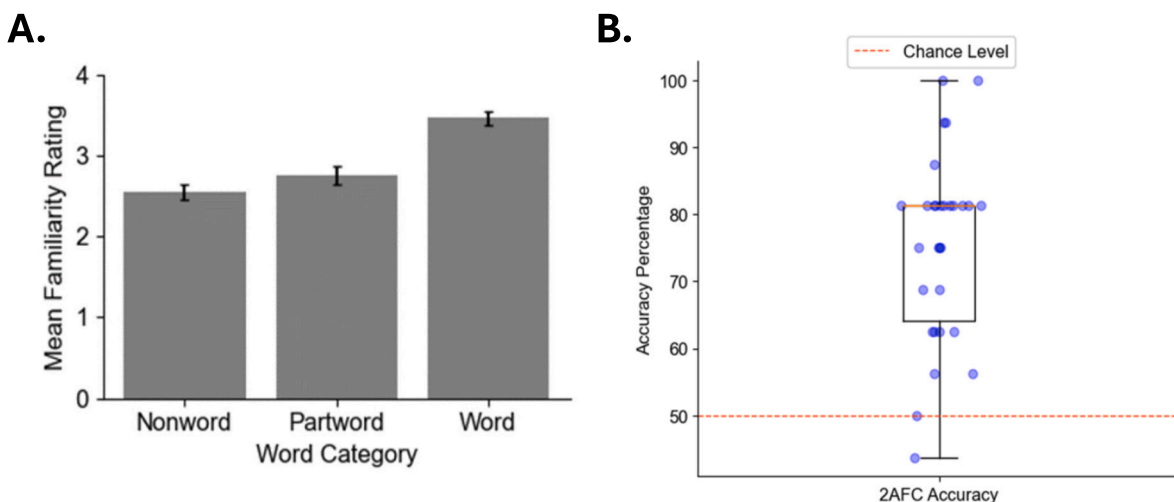 A.
Mean Familiarity Rating
4
3
2
1
0
Nonword Partword Word
Word Category
B.
Chance Level
Accuracy Percentage
100
90
80
70
60
50
2AFC Accuracy